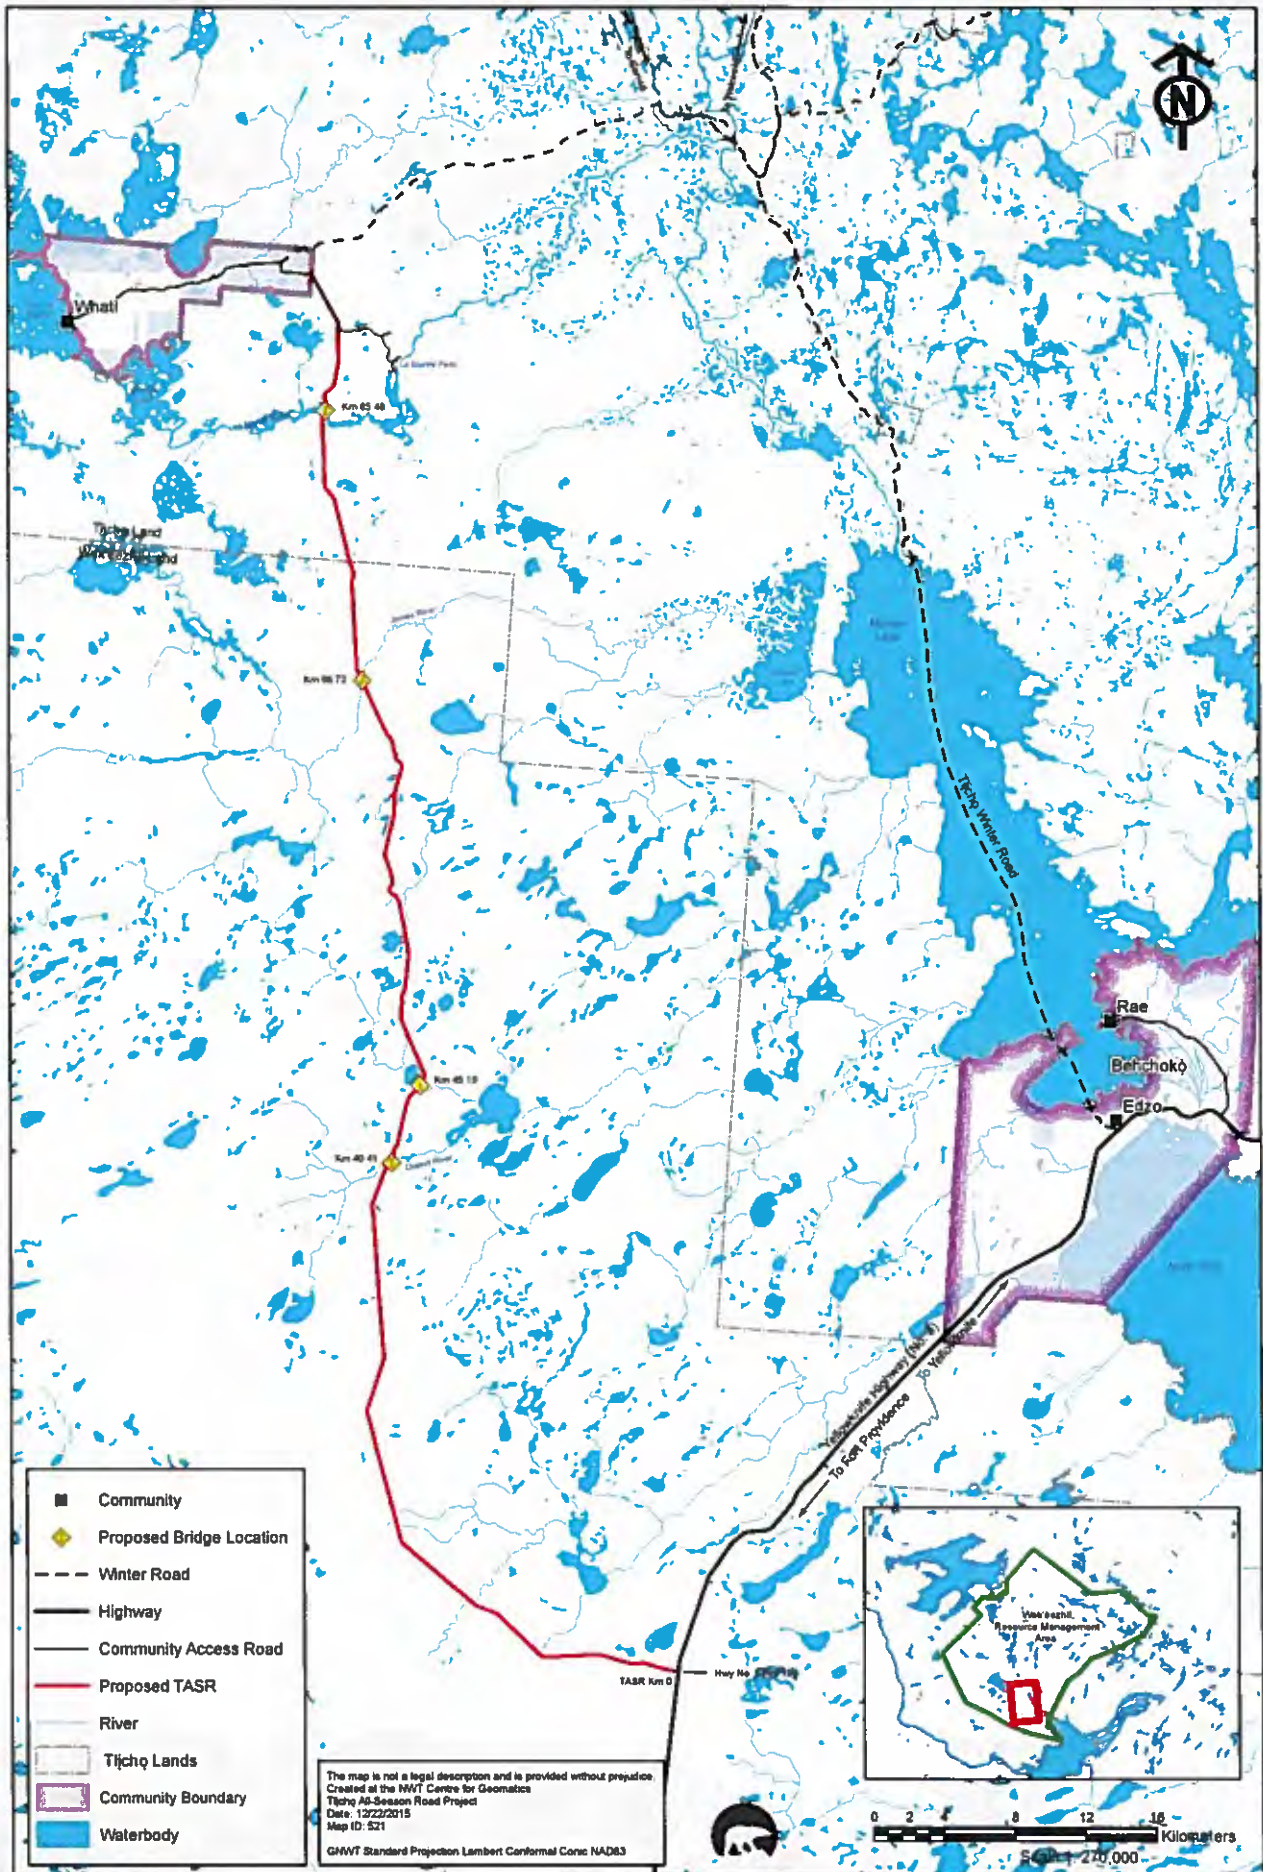 N
Whatì
Km 85 48
Tłı̨chǫ Land
Km 66 72
Tłı̨chǫ Winter Road
Rae
Behchokǫ̀
Edzo
Km 45 19
Km 40 41
Yellowknife Highway (No. 3)
To Yellowknife
To Fort Providence
TASR Km 0
Hwy No
Community
Proposed Bridge Location
Winter Road
Highway
Community Access Road
Proposed TASR
River
Tłı̨chǫ Lands
Community Boundary
Waterbody
The map is not a legal description and is provided without prejudice.
Created at the NWT Centre for Geomatics
Tłı̨chǫ All-Season Road Project
Date: 12/22/2015
Map ID: 521
GNWT Standard Projection Lambert Conformal Conic NAD83
Wek'èezhìi
Resource Management
Area
0 2 4 8 12 16
Kilometers
Scale 1: 270,000